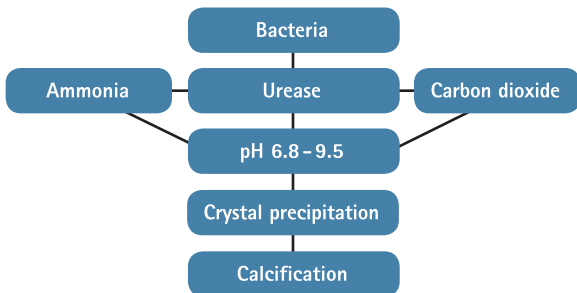 Bacteria
Ammonia
Urease
Carbon dioxide
pH 6.8 – 9.5
Crystal precipitation
Calcification